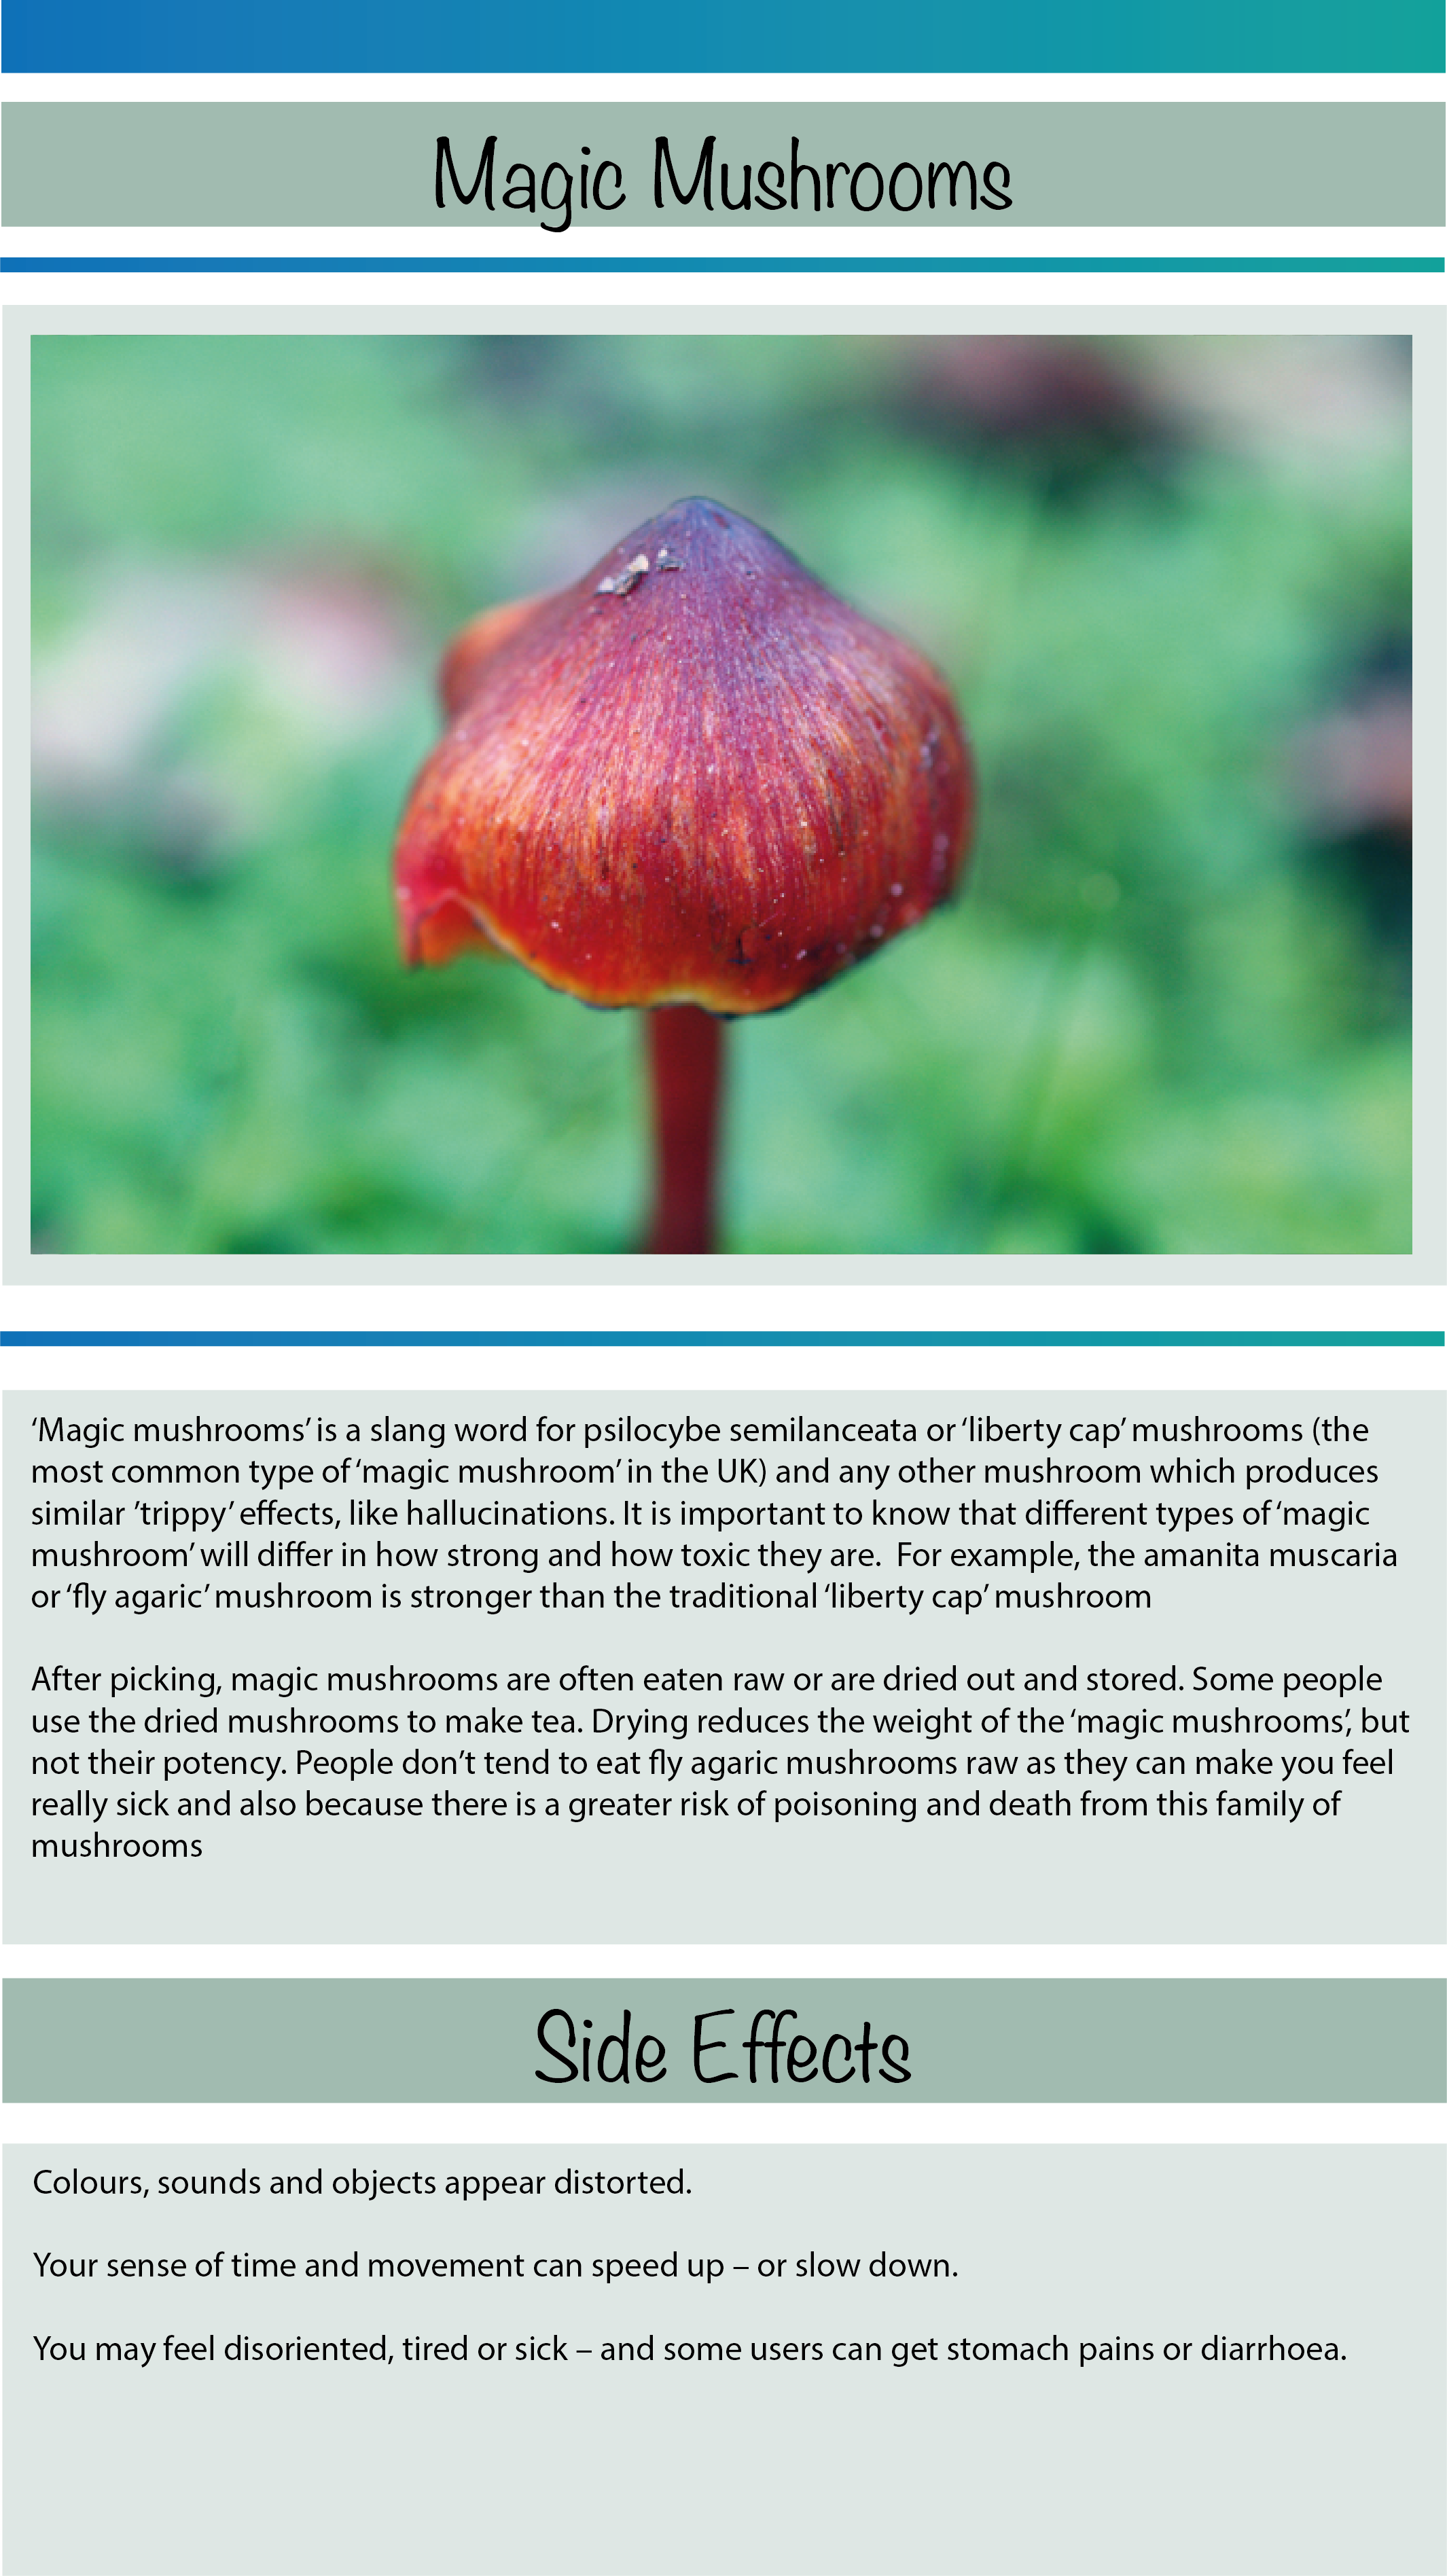 Magic Mushrooms
‘Magic mushrooms’ is a slang word for psilocybe semilanceata or ‘liberty cap’ mushrooms (the
most common type of ‘magic mushroom’ in the UK) and any other mushroom which produces
similar ’trippy’ effects, like hallucinations. It is important to know that different types of ‘magic
mushroom’ will differ in how strong and how toxic they are.  For example, the amanita muscaria
or ‘fly agaric’ mushroom is stronger than the traditional ‘liberty cap’ mushroom
After picking, magic mushrooms are often eaten raw or are dried out and stored. Some people
use the dried mushrooms to make tea. Drying reduces the weight of the ‘magic mushrooms’, but
not their potency. People don’t tend to eat fly agaric mushrooms raw as they can make you feel
really sick and also because there is a greater risk of poisoning and death from this family of
mushrooms
Side Effects
Colours, sounds and objects appear distorted.
Your sense of time and movement can speed up – or slow down.
You may feel disoriented, tired or sick – and some users can get stomach pains or diarrhoea.